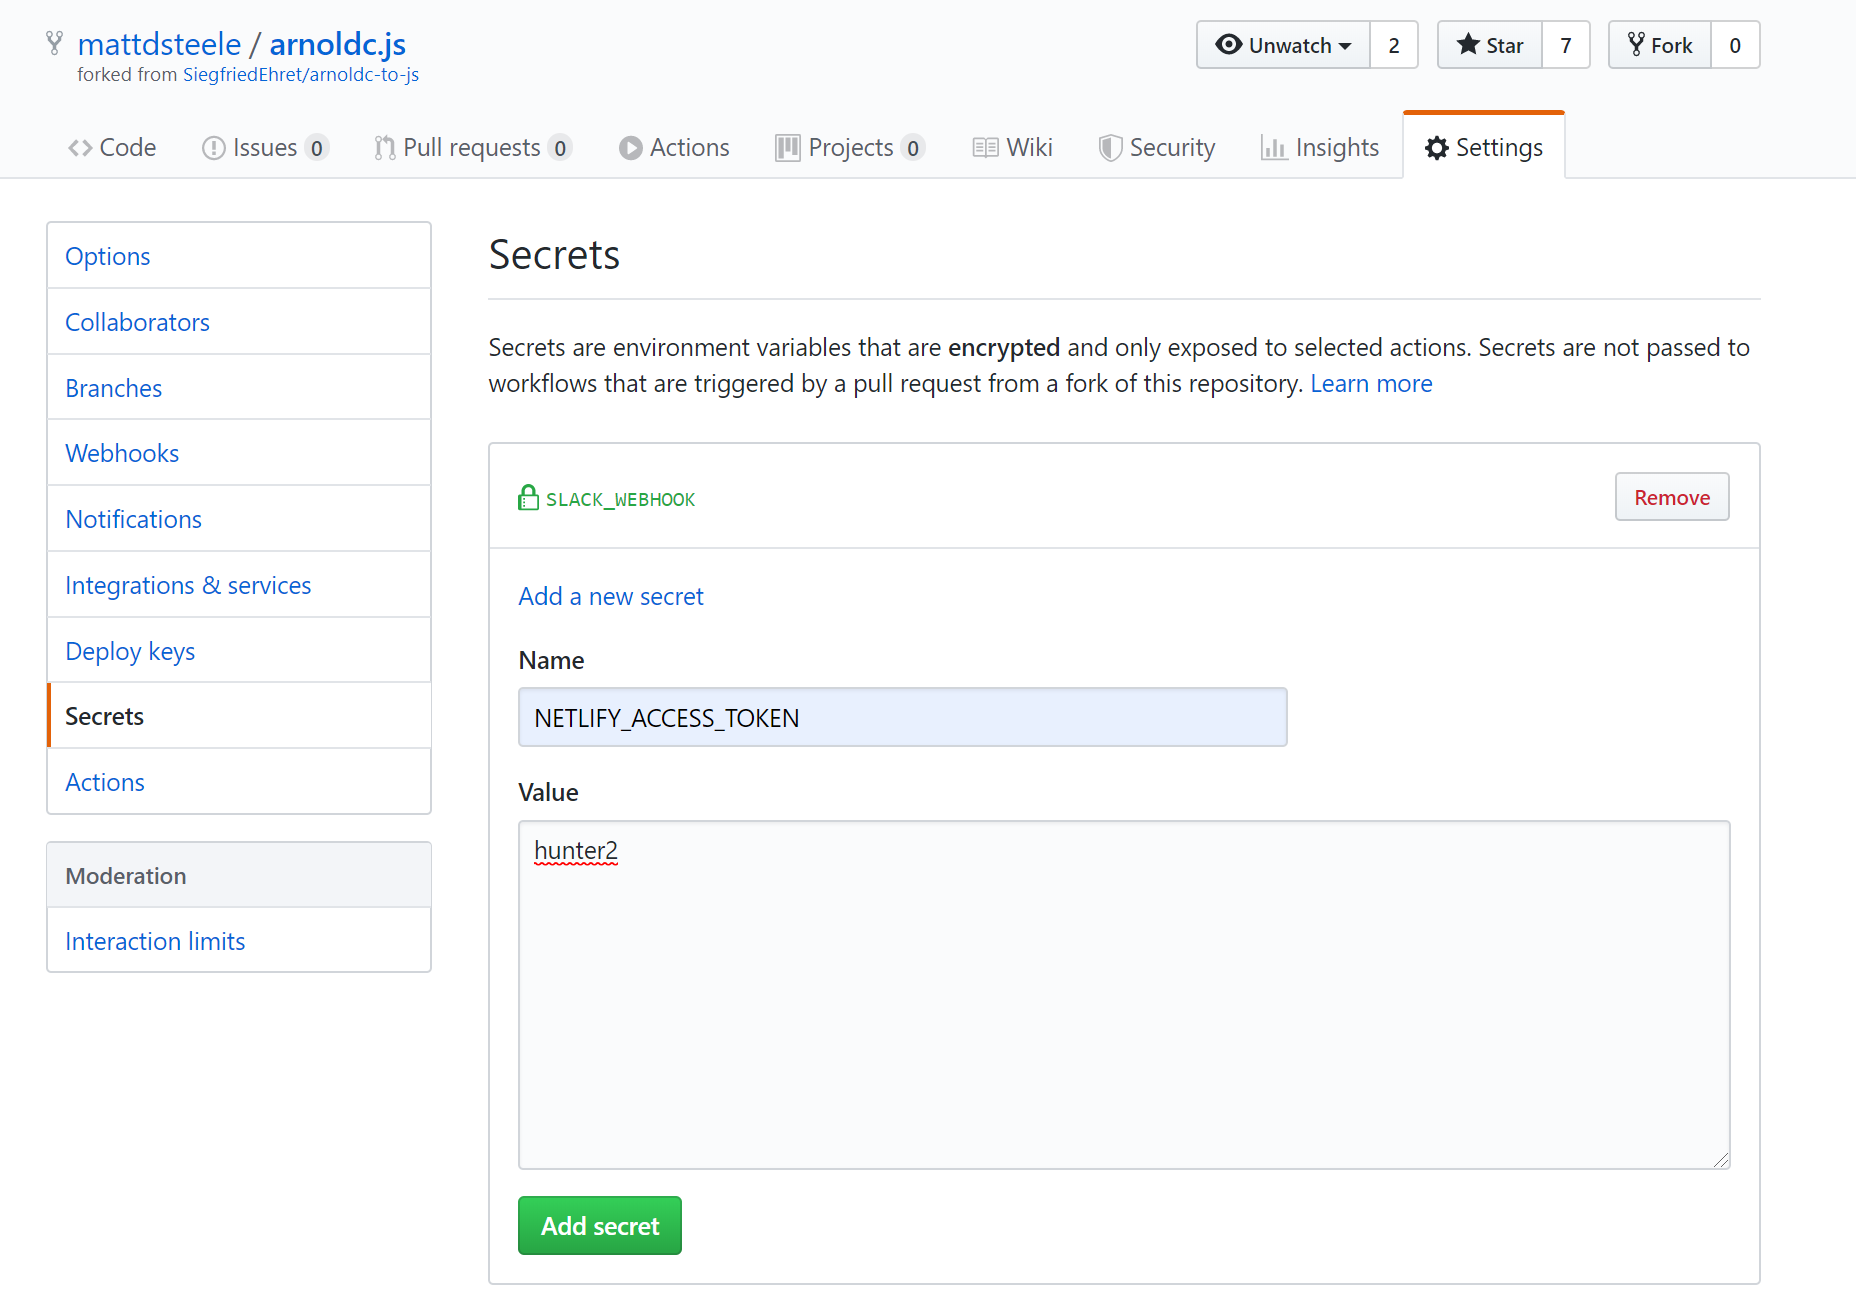 mattdsteele / arnoldc.js
forked from SiegfriedEhret/arnoldc-to-js
Unwatch 2 Star 7 Fork 0
Code Issues 0 Pull requests 0 Actions Projects 0 Wiki Security Insights Settings
Options
Collaborators
Branches
Webhooks
Notifications
Integrations & services
Deploy keys
Secrets
Actions
Moderation
Interaction limits
Secrets
Secrets are environment variables that are encrypted and only exposed to selected actions. Secrets are not passed to
workflows that are triggered by a pull request from a fork of this repository. Learn more
SLACK_WEBHOOK Remove
Add a new secret
Name
NETLIFY_ACCESS_TOKEN
Value
hunter2
Add secret